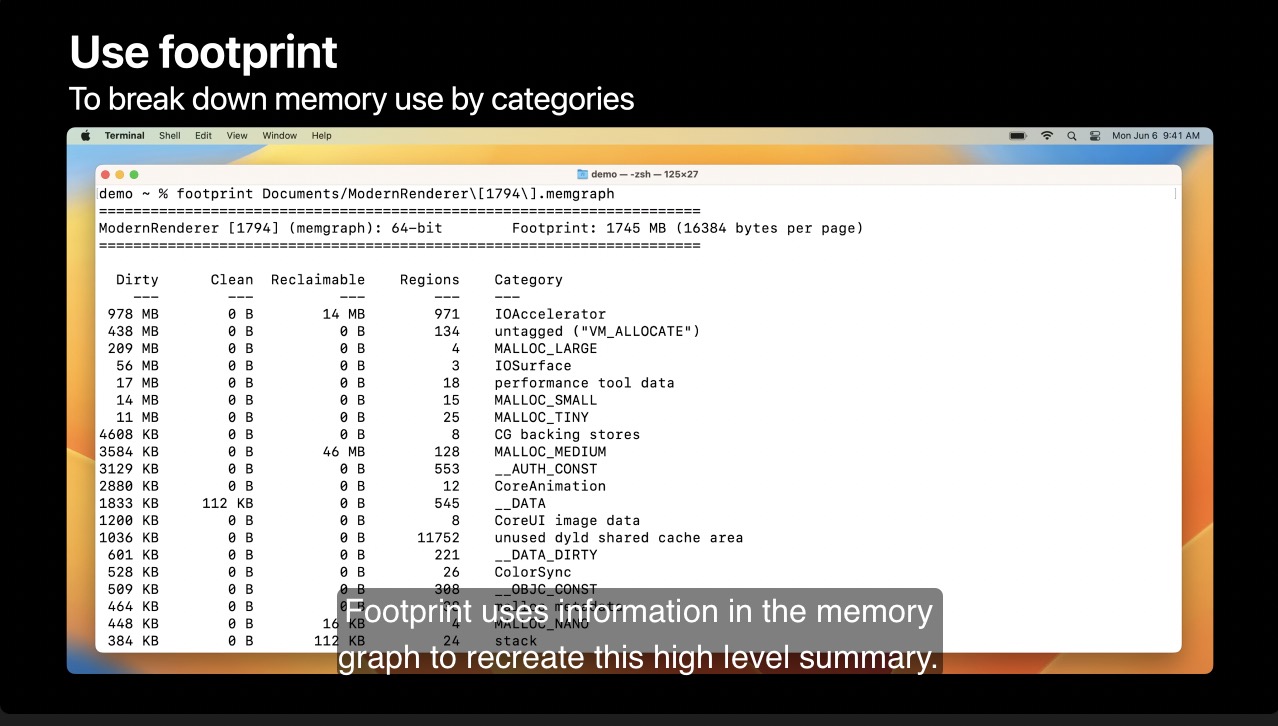 Use footprint
To break down memory use by categories
Terminal Shell Edit View Window Help Mon Jun 6 9:41 AM
demo — -zsh — 125×27
demo ~ % footprint Documents/ModernRenderer\[1794\].memgraph
======================================================================
ModernRenderer [1794] (memgraph): 64-bit Footprint: 1745 MB (16384 bytes per page)
======================================================================
Dirty Clean Reclaimable Regions Category
--- --- --- --- ---
978 MB 0 B 14 MB 971 IOAccelerator
438 MB 0 B 0 B 134 untagged ("VM_ALLOCATE")
209 MB 0 B 0 B 4 MALLOC_LARGE
56 MB 0 B 0 B 3 IOSurface
17 MB 0 B 0 B 18 performance tool data
14 MB 0 B 0 B 15 MALLOC_SMALL
11 MB 0 B 0 B 25 MALLOC_TINY
4608 KB 0 B 0 B 8 CG backing stores
3584 KB 0 B 46 MB 128 MALLOC_MEDIUM
3129 KB 0 B 0 B 553 __AUTH_CONST
2880 KB 0 B 0 B 12 CoreAnimation
1833 KB 112 KB 0 B 545 __DATA
1200 KB 0 B 0 B 8 CoreUI image data
1036 KB 0 B 0 B 11752 unused dyld shared cache area
601 KB 0 B 0 B 221 __DATA_DIRTY
528 KB 0 B 0 B 26 ColorSync
509 KB 0 B 0 B 308 __OBJC_CONST
464 KB 0 B 0 B malloc metadata
448 KB 0 B 16 KB 4 MALLOC_NANO
384 KB 0 B 112 KB 24 stack
Footprint uses information in the memory
graph to recreate this high level summary.